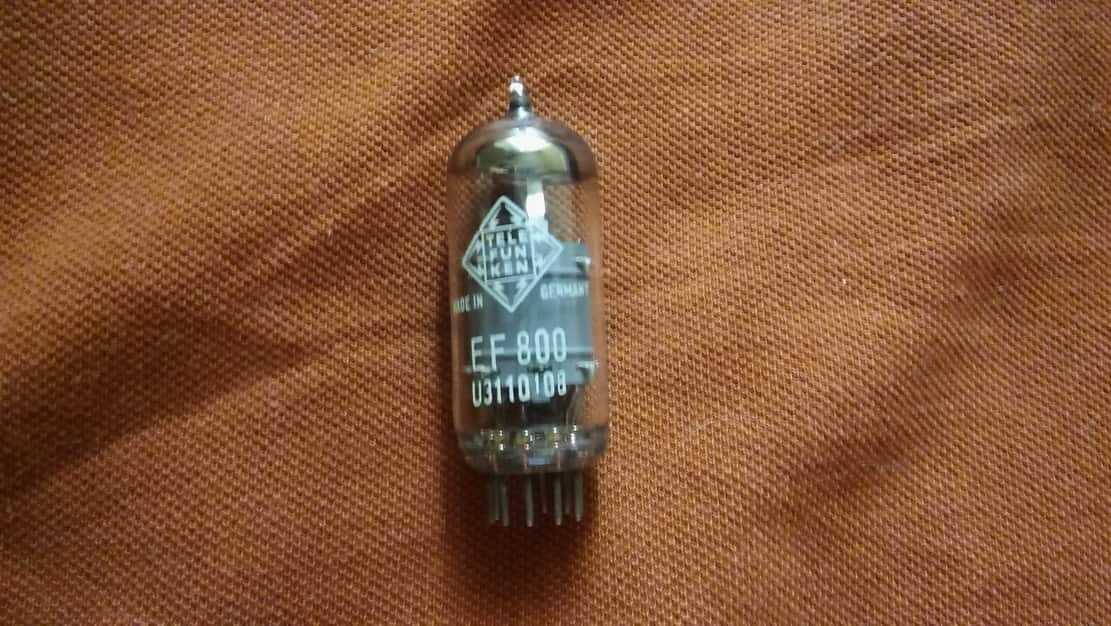 TELE
FUN
KEN
MADE IN GERMANY
EF 800
U3110108